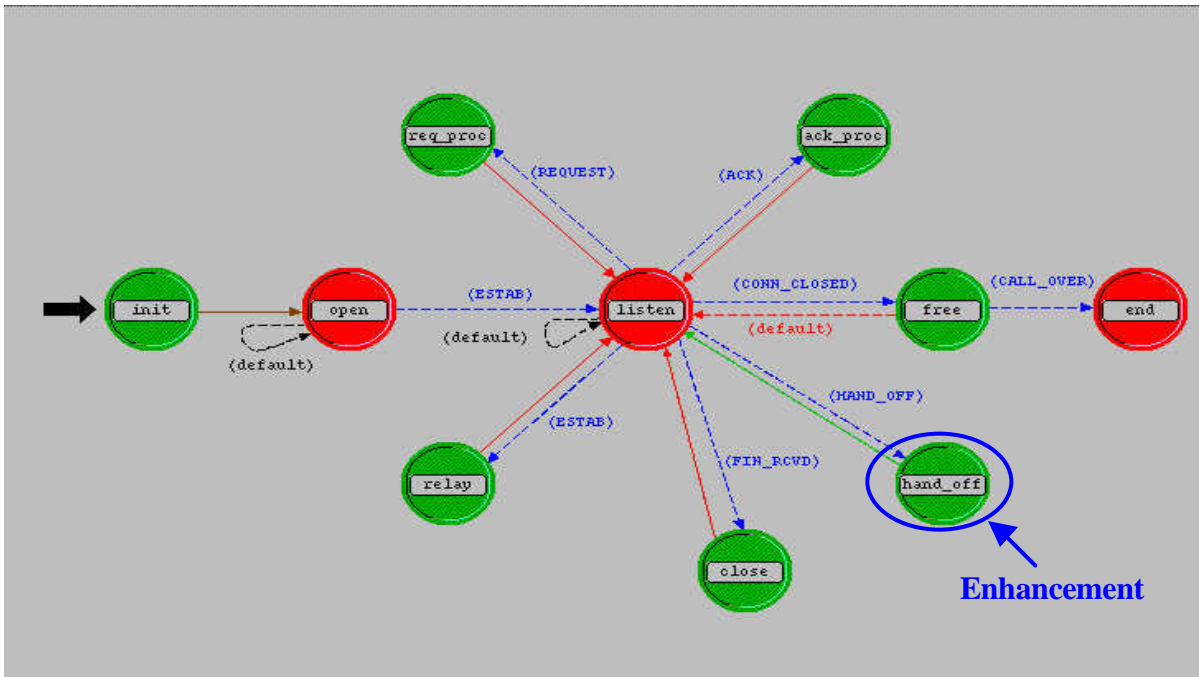 req_proc
ack_proc
(REQUEST)
(ACK)
init
open
(default)
(ESTAB)
listen
(default)
(CONN_CLOSED)
(default)
free
(CALL_OVER)
end
(ESTAB)
(HAND_OFF)
(FIN_RCVD)
relay
hand_off
close
Enhancement